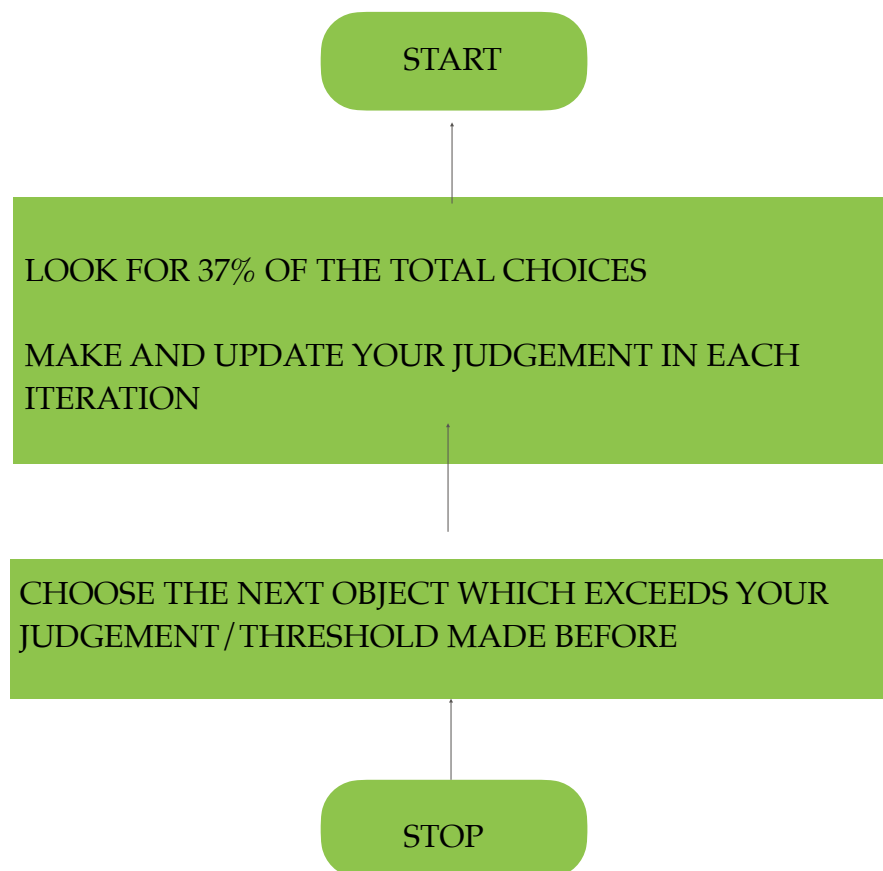 START
LOOK FOR 37% OF THE TOTAL CHOICES
MAKE AND UPDATE YOUR JUDGEMENT IN EACH
ITERATION
CHOOSE THE NEXT OBJECT WHICH EXCEEDS YOUR
JUDGEMENT/THRESHOLD MADE BEFORE
STOP